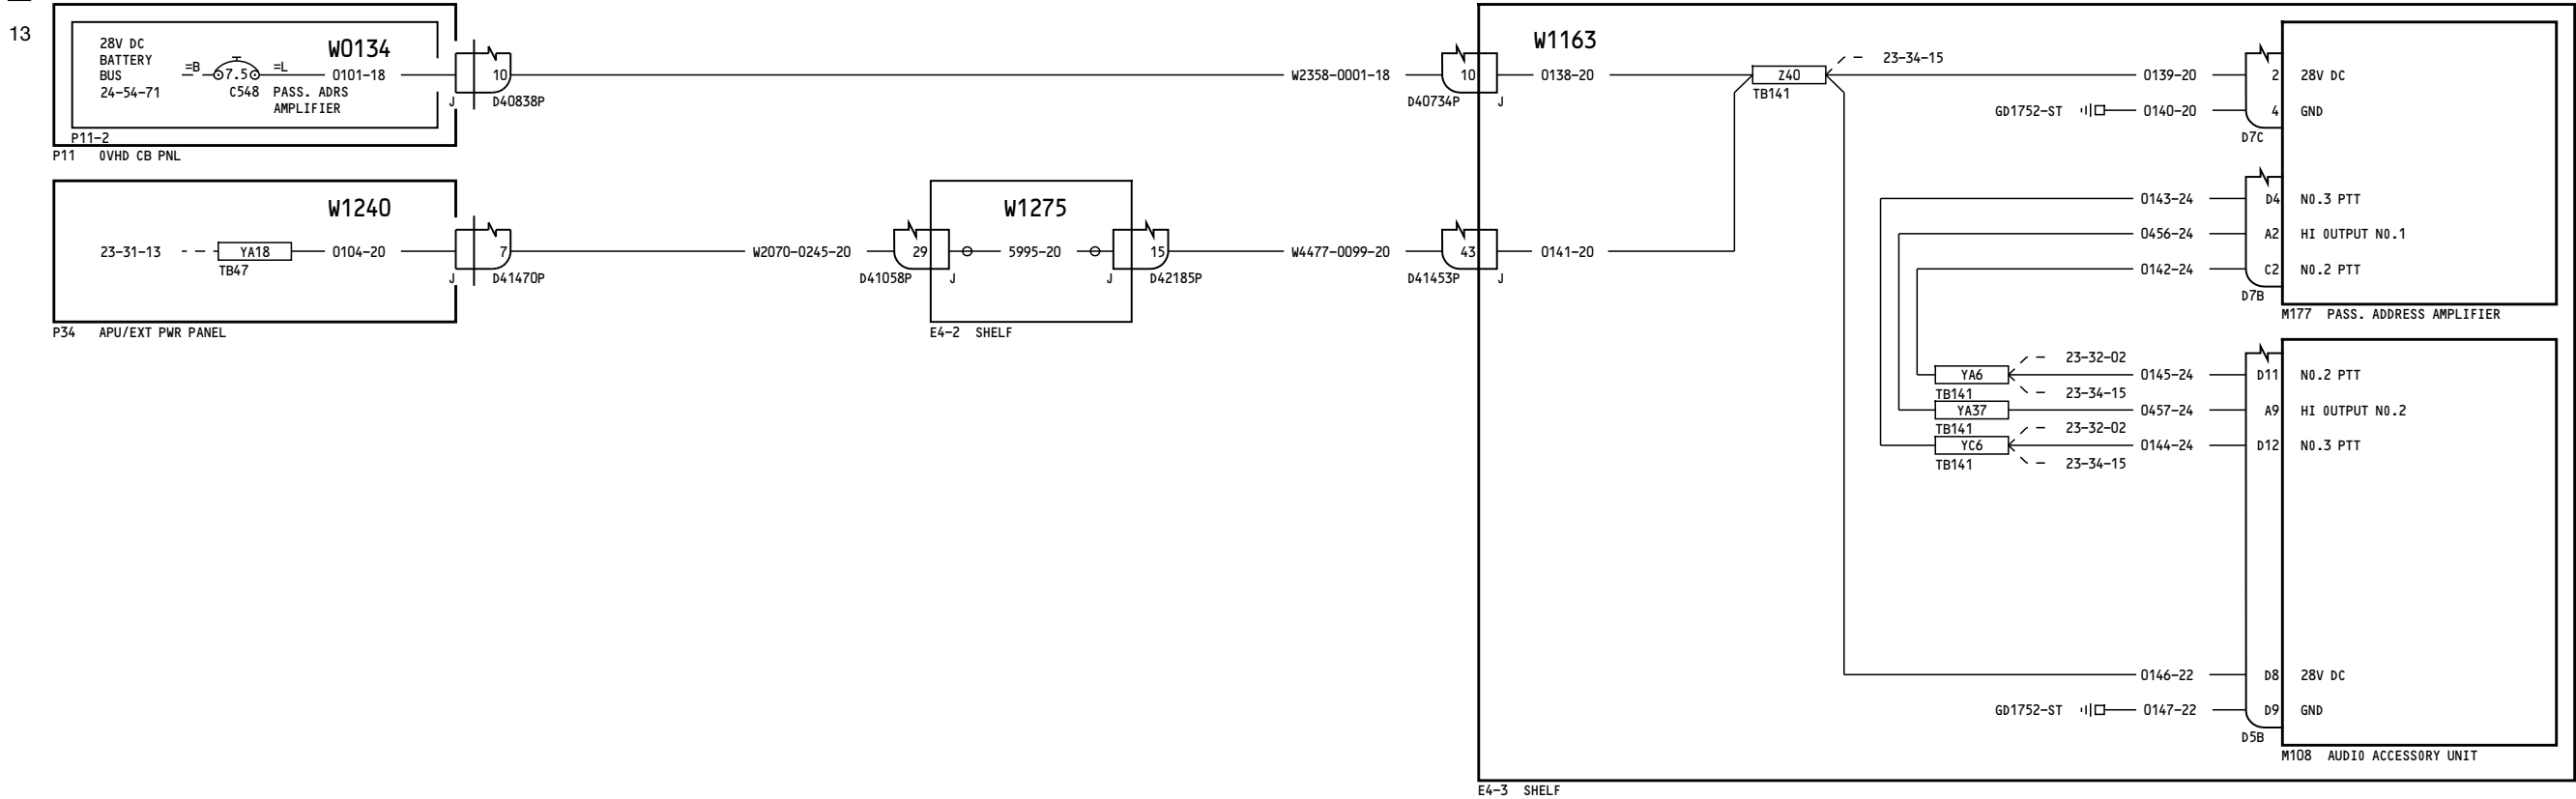 13
28V DC
BATTERY
BUS
24-54-71
=B
7.5
C548
=L
PASS. ADRS
AMPLIFIER
W0134
0101-18
10
J
D40838P
P11-2
P11 OVHD CB PNL
W2358-0001-18
10
D40734P
J
W1163
0138-20
Z40
TB141
23-34-15
0139-20
2
28V DC
GD1752-ST
0140-20
4
GND
D7C
W1240
23-31-13
YA18
TB47
0104-20
7
J
D41470P
P34 APU/EXT PWR PANEL
W2070-0245-20
29
D41058P
J
W1275
5995-20
15
J
D42185P
E4-2 SHELF
W4477-0099-20
43
D41453P
J
0141-20
0143-24
D4
NO.3 PTT
0456-24
A2
HI OUTPUT NO.1
0142-24
C2
NO.2 PTT
D7B
M177 PASS. ADDRESS AMPLIFIER
23-32-02
YA6
TB141
23-34-15
0145-24
D11
NO.2 PTT
YA37
TB141
0457-24
A9
HI OUTPUT NO.2
23-32-02
YC6
TB141
23-34-15
0144-24
D12
NO.3 PTT
0146-22
D8
28V DC
GD1752-ST
0147-22
D9
GND
D5B
M108 AUDIO ACCESSORY UNIT
E4-3 SHELF